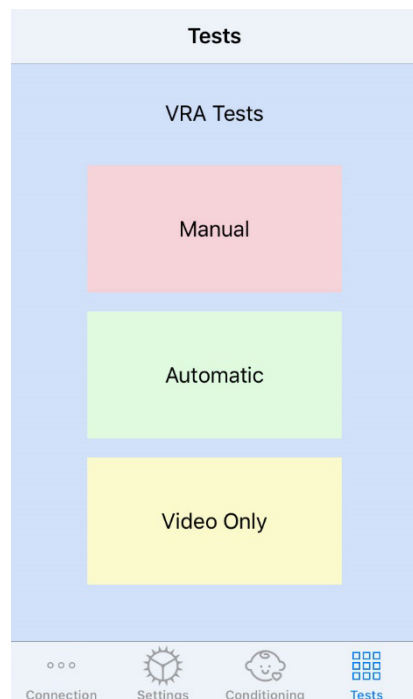 Tests
VRA Tests
Manual
Automatic
Video Only
Connection Settings Conditioning Tests